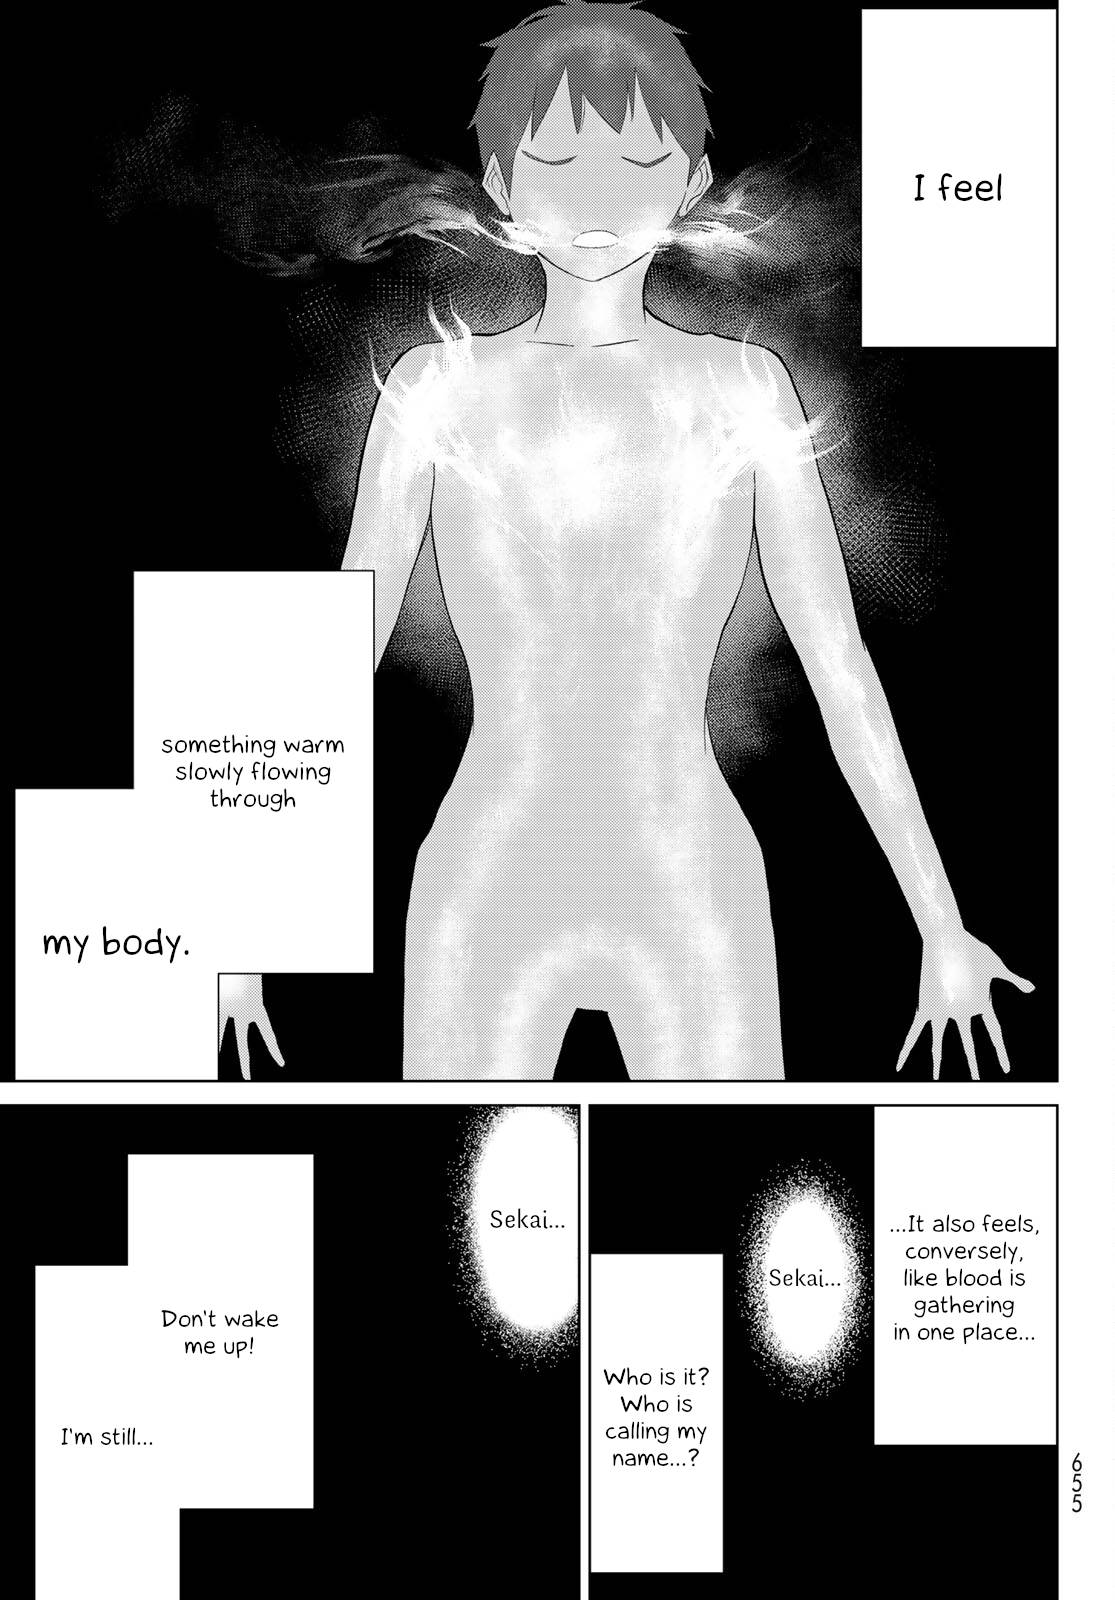 I feel
something warm
slowly flowing
through
my body.
...It also feels,
conversely,
like blood is
gathering
in one place...
Sekai...
Who is it?
Who is
calling my
name...?
Sekai...
Don't wake
me up!
I'm still...
655